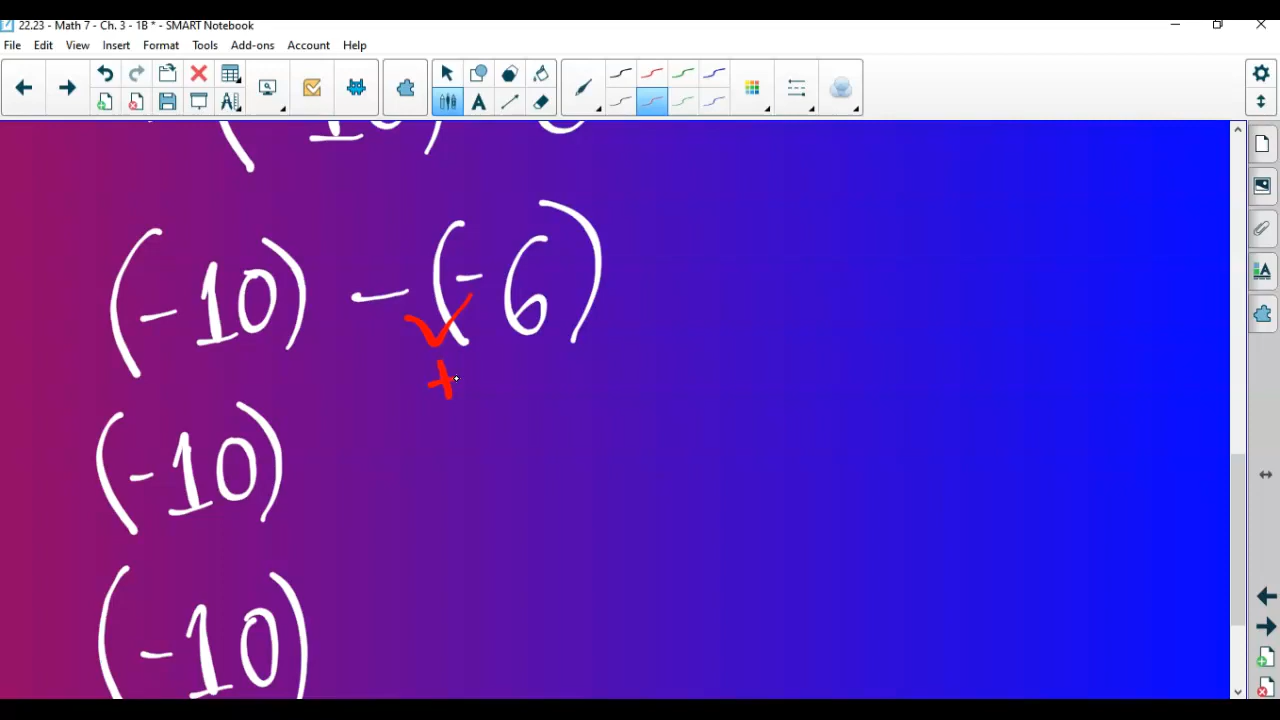 22.23 - Math 7 - Ch. 3 - 1B * - SMART Notebook
File Edit View Insert Format Tools Add-ons Account Help
(-10)
(-10) - (-6)
+
(-10)
(-10)